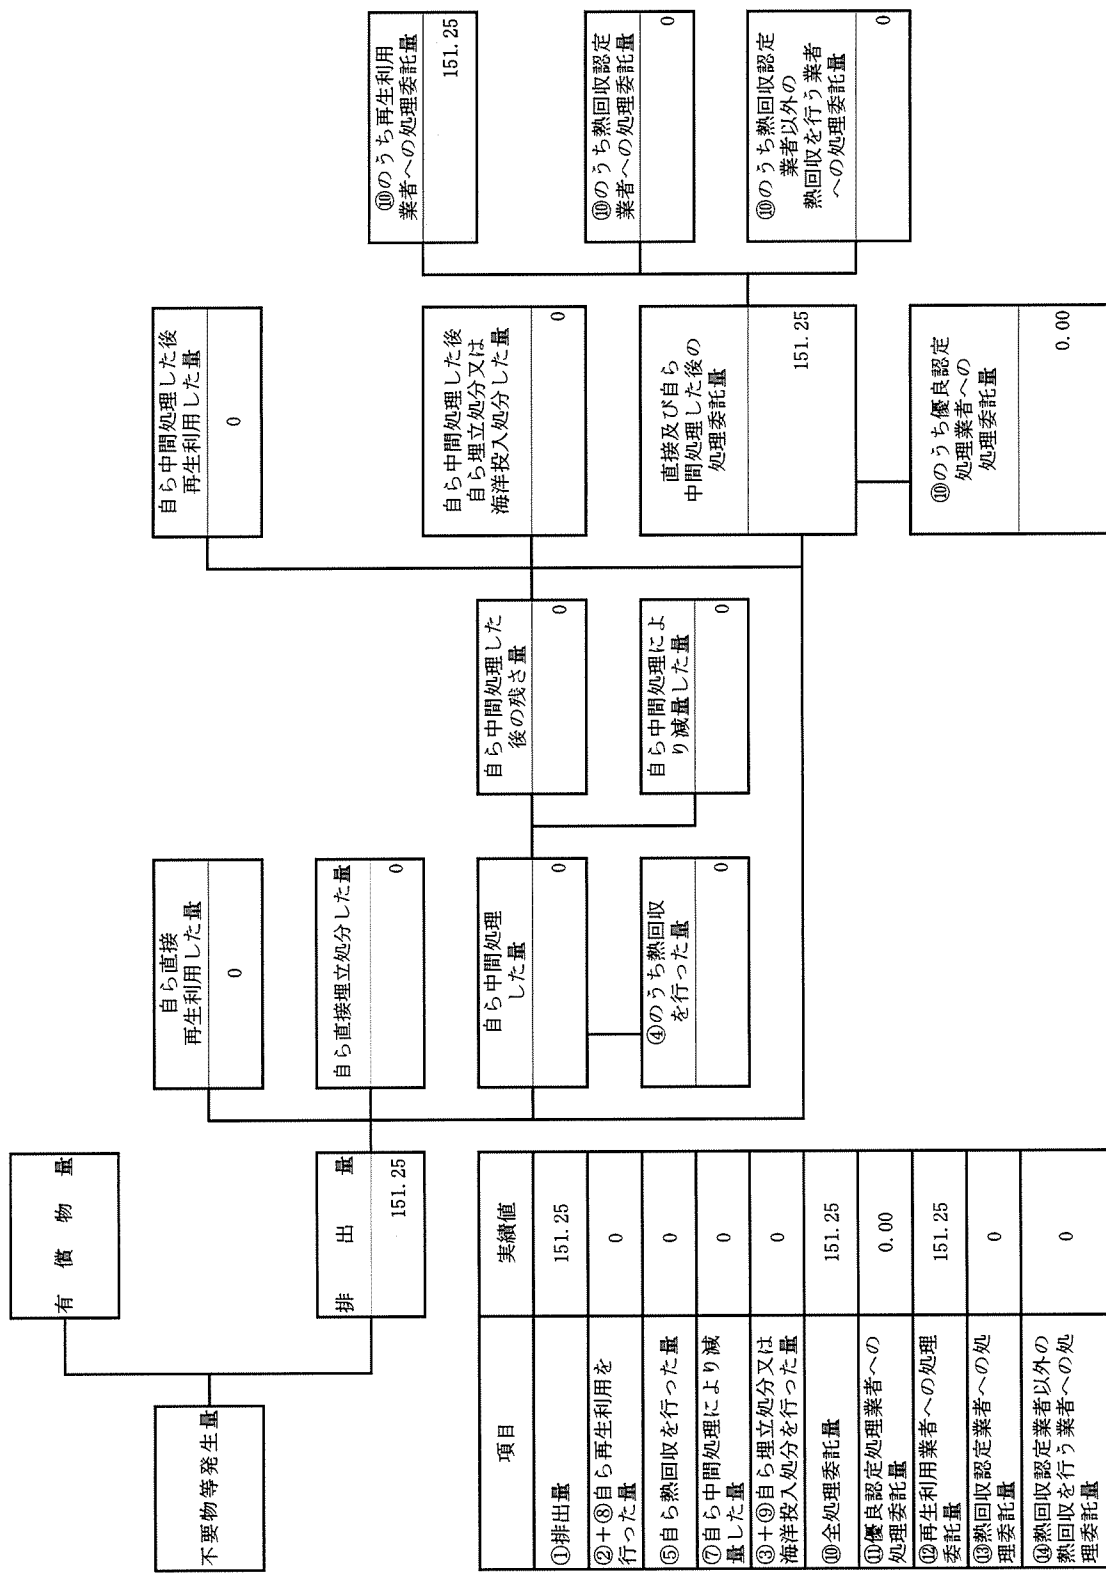 不要物等発生量
有償物量
排出量
151.25
自ら直接
再生利用した量
0
自ら直接埋立処分した量
0
自ら中間処理
した量
0
④のうち熱回収
を行った量
0
自ら中間処理した
後の残さ量
0
自ら中間処理によ
り減量した量
0
自ら中間処理した後
再生利用した量
0
自ら中間処理した後
自ら埋立処分又は
海洋投入処分した量
0
直接及び自ら
中間処理した後の
処理委託量
151.25
⑩のうち優良認定
処理業者への
処理委託量
0.00
⑩のうち再生利用
業者への処理委託量
151.25
⑩のうち熱回収認定
業者への処理委託量
0
⑩のうち熱回収認定
業者以外の
熱回収を行う業者
への処理委託量
0
項目 実績値
①排出量 151.25
②+⑧自ら再生利用を
行った量 0
⑤自ら熱回収を行った量 0
⑦自ら中間処理により減
量した量 0
③+⑨自ら埋立処分又は
海洋投入処分を行った量 0
⑩全処理委託量 151.25
⑪優良認定処理業者への
処理委託量 0.00
⑫再生利用業者への処理
委託量 151.25
⑬熱回収認定業者への処
理委託量 0
⑭熱回収認定業者以外の
熱回収を行う業者への処
理委託量 0